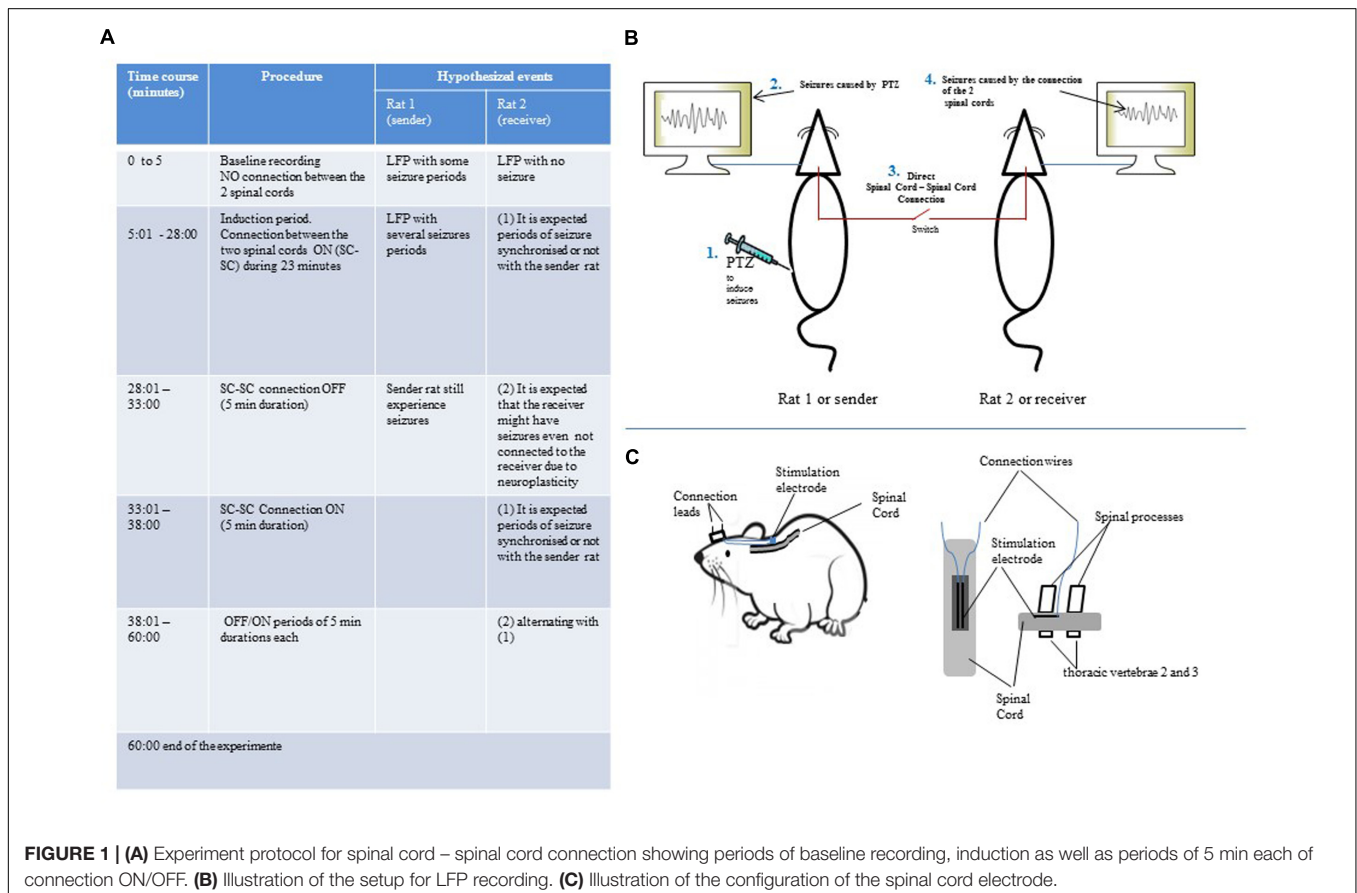 A
Time course
(minutes)
Procedure
Hypothesized events
Rat 1
(sender)
Rat 2
(receiver)
0 to 5
Baseline recording
NO connection between the
2 spinal cords
LFP with some
seizure periods
LFP with no
seizure
5:01 - 28:00
Induction period.
Connection between the
two spinal cords ON (SC-
SC) during 23 minutes
LFP with
several seizures
periods
(1) It is expected
periods of seizure
synchronised or not
with the sender rat
28:01 –
33:00
SC-SC connection OFF
(5 min duration)
Sender rat still
experience
seizures
(2) It is expected
that the receiver
might have
seizures even not
connected to the
receiver due to
neuroplasticity
33:01 –
38:00
SC-SC Connection ON
(5 min duration)
(1) It is expected
periods of seizure
synchronised or not
with the sender rat
38:01 –
60:00
OFF/ON periods of 5 min
durations each
(2) alternating with
(1)
60:00 end of the experimente
B
2. Seizures caused by PTZ
4. Seizures caused by the connection
of the 2
spinal cords
3. Direct
Spinal Cord – Spinal Cord
Connection
Switch
1. PTZ
to
induce
seizures
Rat 1 or sender
Rat 2 or receiver
C
Connection
leads
Stimulation
electrode
Spinal
Cord
Connection wires
Spinal processes
Stimulation
electrode
thoracic vertebrae 2 and 3
Spinal
Cord
FIGURE 1 | (A) Experiment protocol for spinal cord – spinal cord connection showing periods of baseline recording, induction as well as periods of 5 min each of
connection ON/OFF. (B) Illustration of the setup for LFP recording. (C) Illustration of the configuration of the spinal cord electrode.